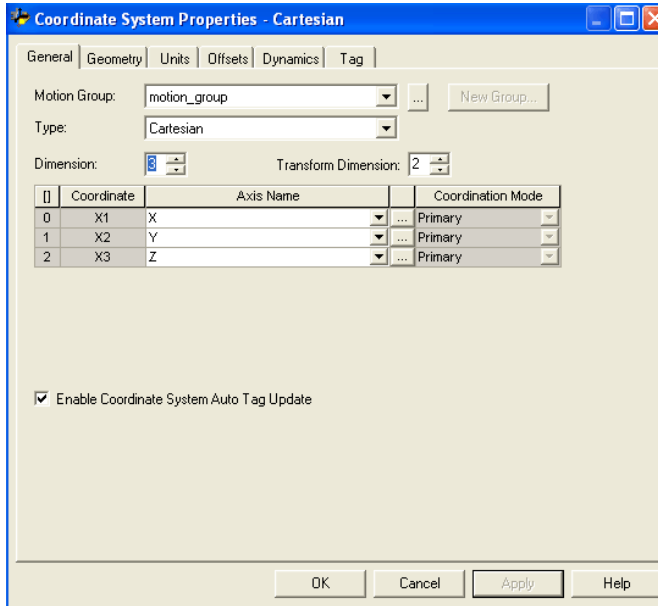 Coordinate System Properties - Cartesian
General Geometry Units Offsets Dynamics Tag
Motion Group: motion_group ... New Group...
Type: Cartesian
Dimension: 3 Transform Dimension: 2
[] Coordinate Axis Name Coordination Mode
0 X1 X ... Primary
1 X2 Y ... Primary
2 X3 Z ... Primary
Enable Coordinate System Auto Tag Update
OK Cancel Apply Help